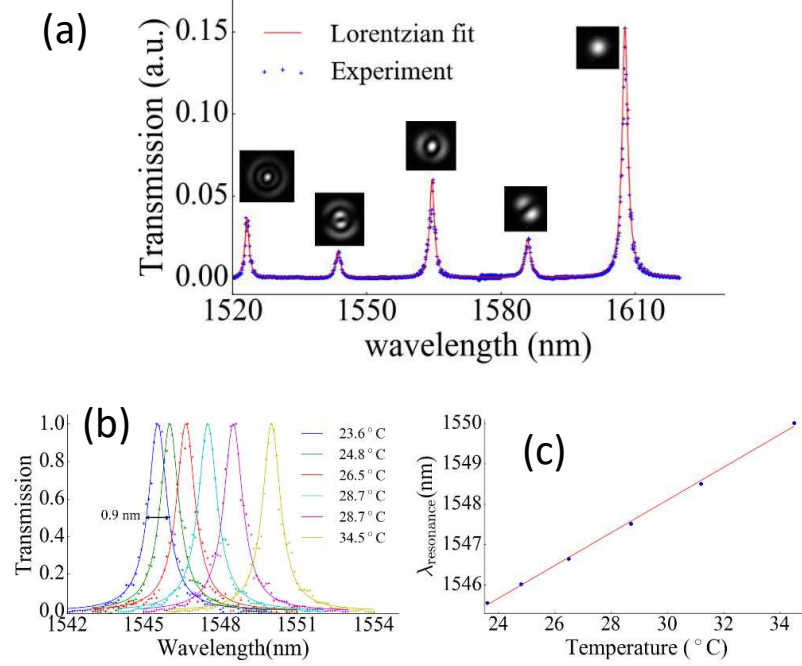 (a)
Lorentzian fit
Experiment
Transmission (a.u.)
0.15
0.10
0.05
0.00
1520 1550 1580 1610
wavelength (nm)
(b)
Transmission
1.0
0.8
0.6
0.4
0.2
0.0
0.9 nm
23.6°C
24.8°C
26.5°C
28.7°C
28.7°C
34.5°C
1542 1545 1548 1551 1554
Wavelength(nm)
(c)
λresonance(nm)
1550
1549
1548
1547
1546
24 26 28 30 32 34
Temperature (°C)